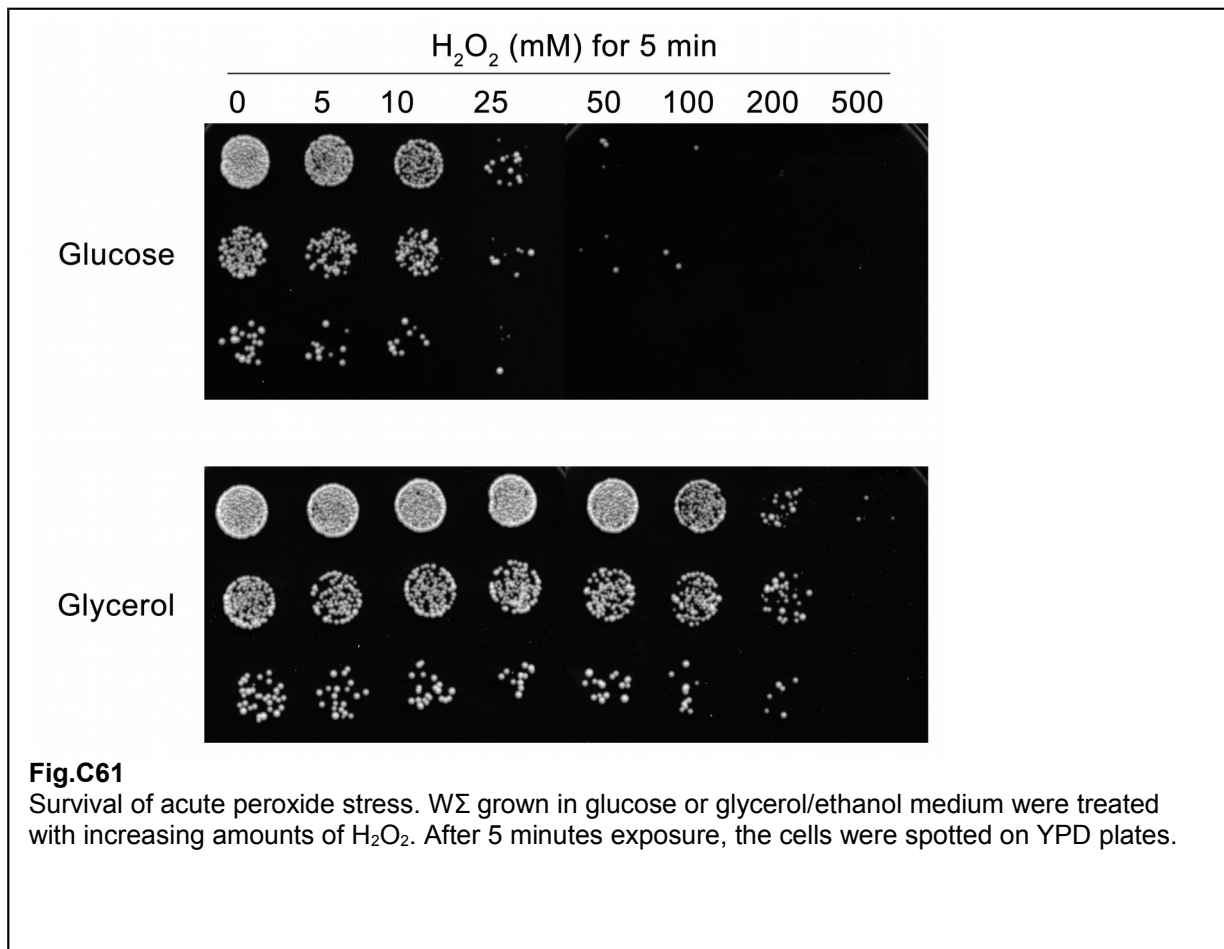 H₂O₂ (mM) for 5 min
0 5 10 25 50 100 200 500
Glucose
Glycerol
Fig.C61
Survival of acute peroxide stress. WΣ grown in glucose or glycerol/ethanol medium were treated
with increasing amounts of H₂O₂. After 5 minutes exposure, the cells were spotted on YPD plates.